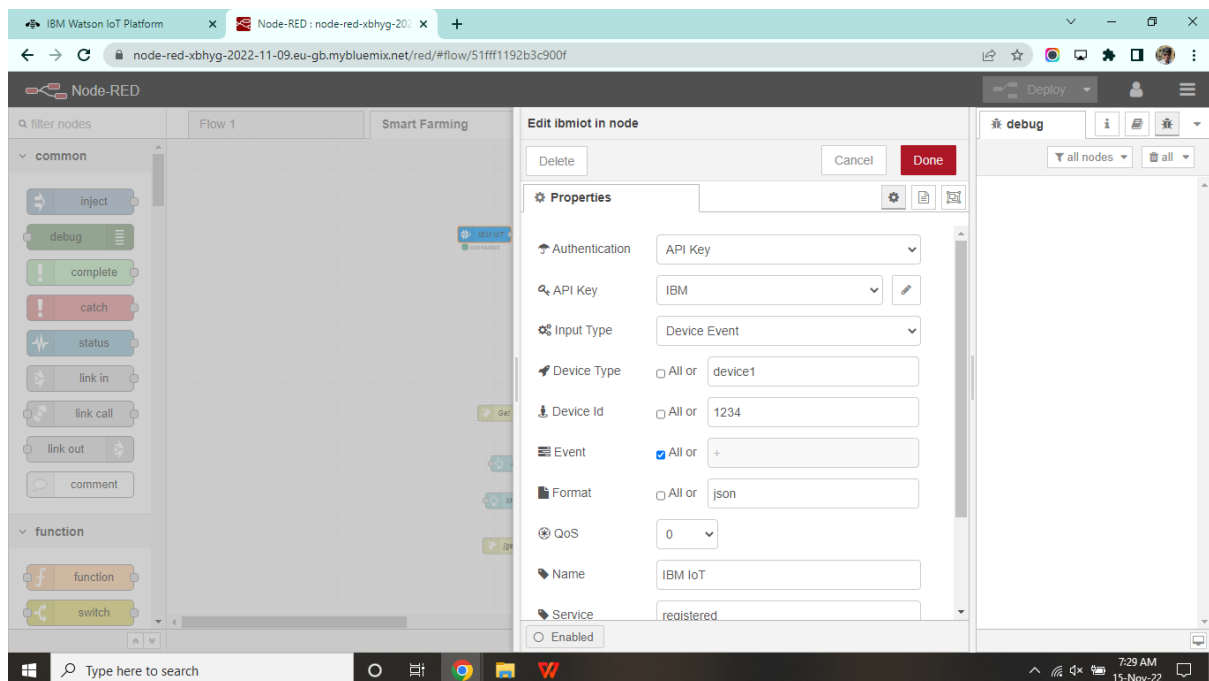 IBM Watson IoT Platform
Node-RED : node-red-xbhyg-202
node-red-xbhyg-2022-11-09.eu-gb.mybluemix.net/red/#flow/51fff1192b3c900f
Node-RED
Deploy
filter nodes
Flow 1
Smart Farming
Edit ibmiot in node
debug
i
common
Delete
Cancel
Done
all nodes
all
inject
Properties
debug
IBM IoT
connected
Authentication
API Key
complete
API Key
IBM
catch
Input Type
Device Event
status
Device Type
All or
device1
link in
Device Id
All or
1234
link call
Get
link out
Event
All or
+
comment
Format
All or
json
function
QoS
0
function
Name
IBM IoT
switch
Service
registered
Enabled
Type here to search
7:29 AM
15-Nov-22